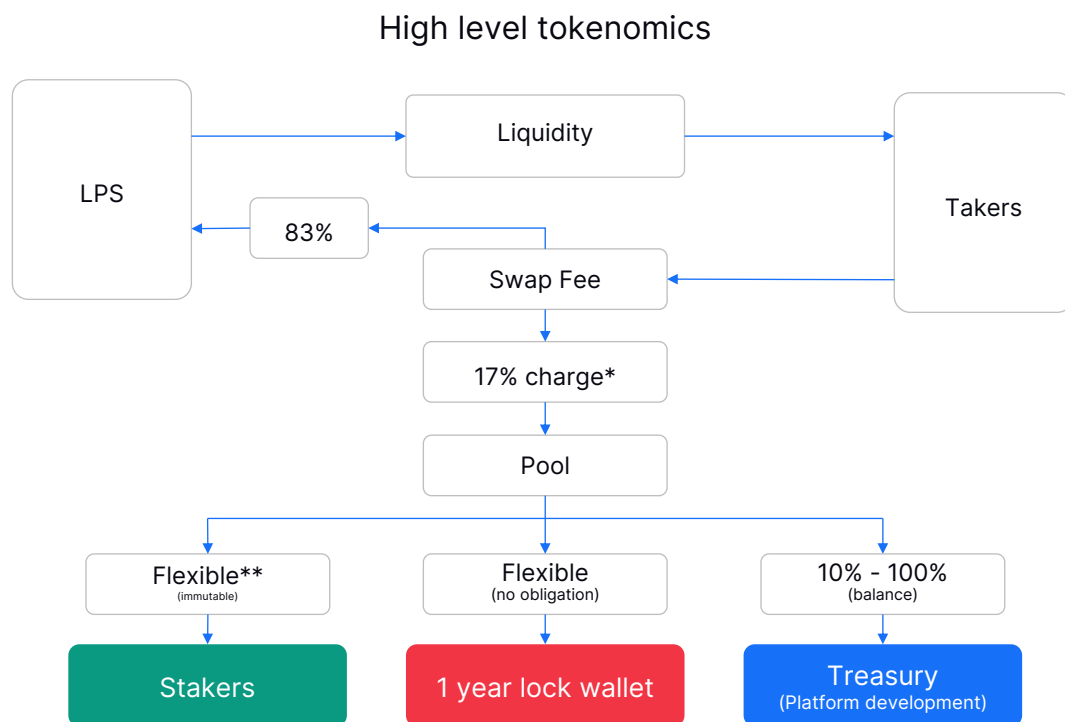 High level tokenomics
Liquidity
LPS
Takers
83%
Swap Fee
17% charge*
Pool
Flexible**
(immutable)
Flexible
(no obligation)
10% - 100%
(balance)
Stakers
1 year lock wallet
Treasury
(Platform development)